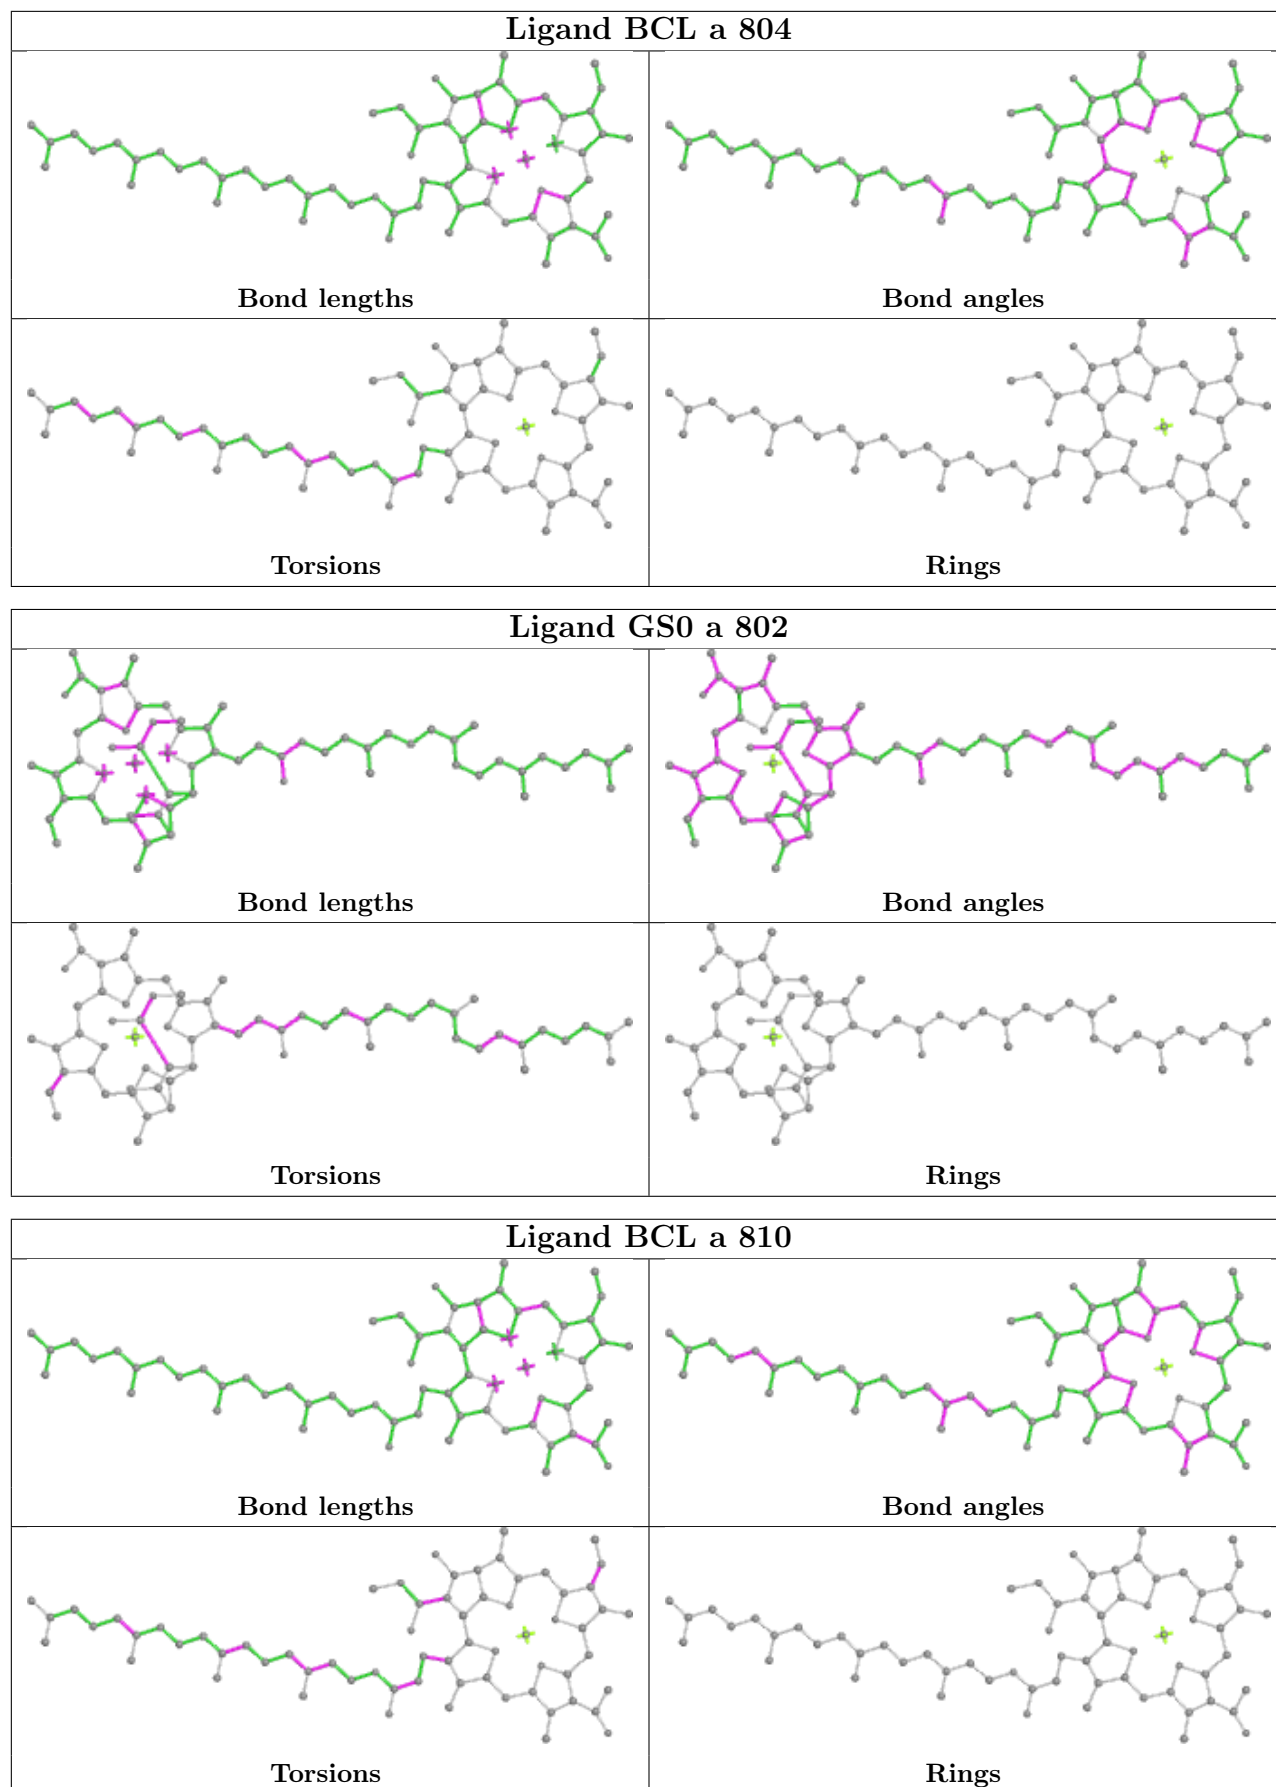 Ligand BCL a 804
Bond lengths
Bond angles
Torsions
Rings
Ligand GS0 a 802
Bond lengths
Bond angles
Torsions
Rings
Ligand BCL a 810
Bond lengths
Bond angles
Torsions
Rings